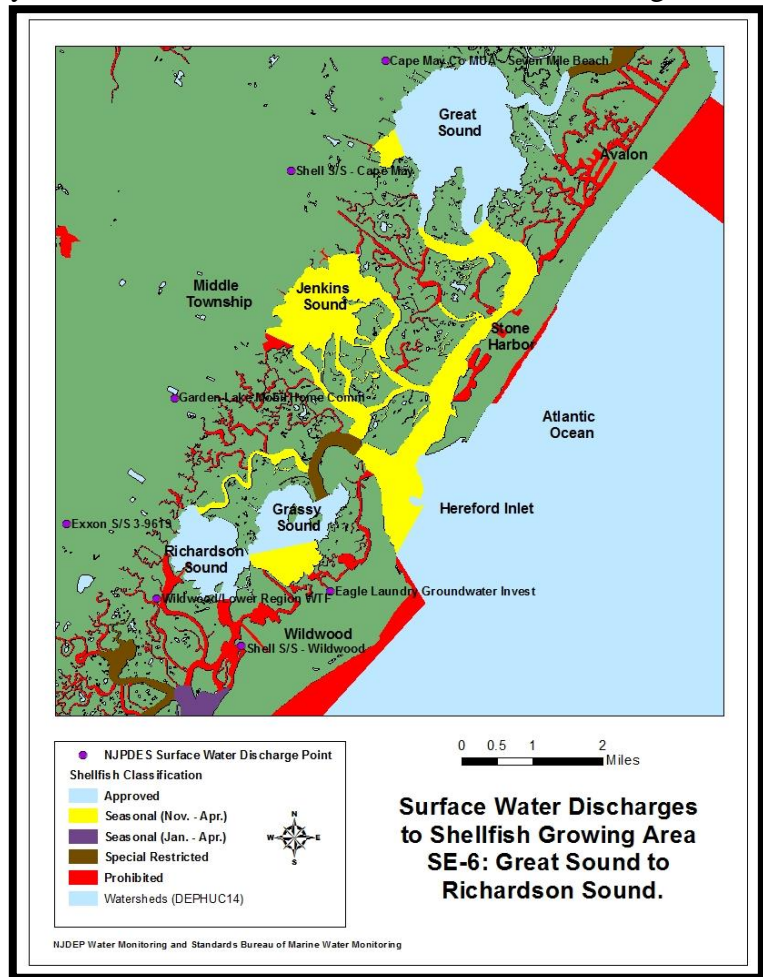 Cape May Co MUA - Seven Mile Beach
Great
Sound
Avalon
Shell S/S - Cape May
Middle
Township
Jenkins
Sound
Stone
Harbor
Garden Lake Mobil Home Comm
Atlantic
Ocean
Hereford Inlet
Grassy
Sound
Exxon S/S 3-9619
Richardson
Sound
Eagle Laundry Groundwater Invest
Wildwood/Lower Region WTF
Wildwood
Shell S/S - Wildwood
NJPDES Surface Water Discharge Point
Shellfish Classification
Approved
Seasonal (Nov. - Apr.)
Seasonal (Jan. - Apr.)
Special Restricted
Prohibited
Watersheds (DEPHUC14)
N
W E
S
0 0.5 1 2
Miles
Surface Water Discharges
to Shellfish Growing Area
SE-6: Great Sound to
Richardson Sound.
NJDEP Water Monitoring and Standards Bureau of Marine Water Monitoring